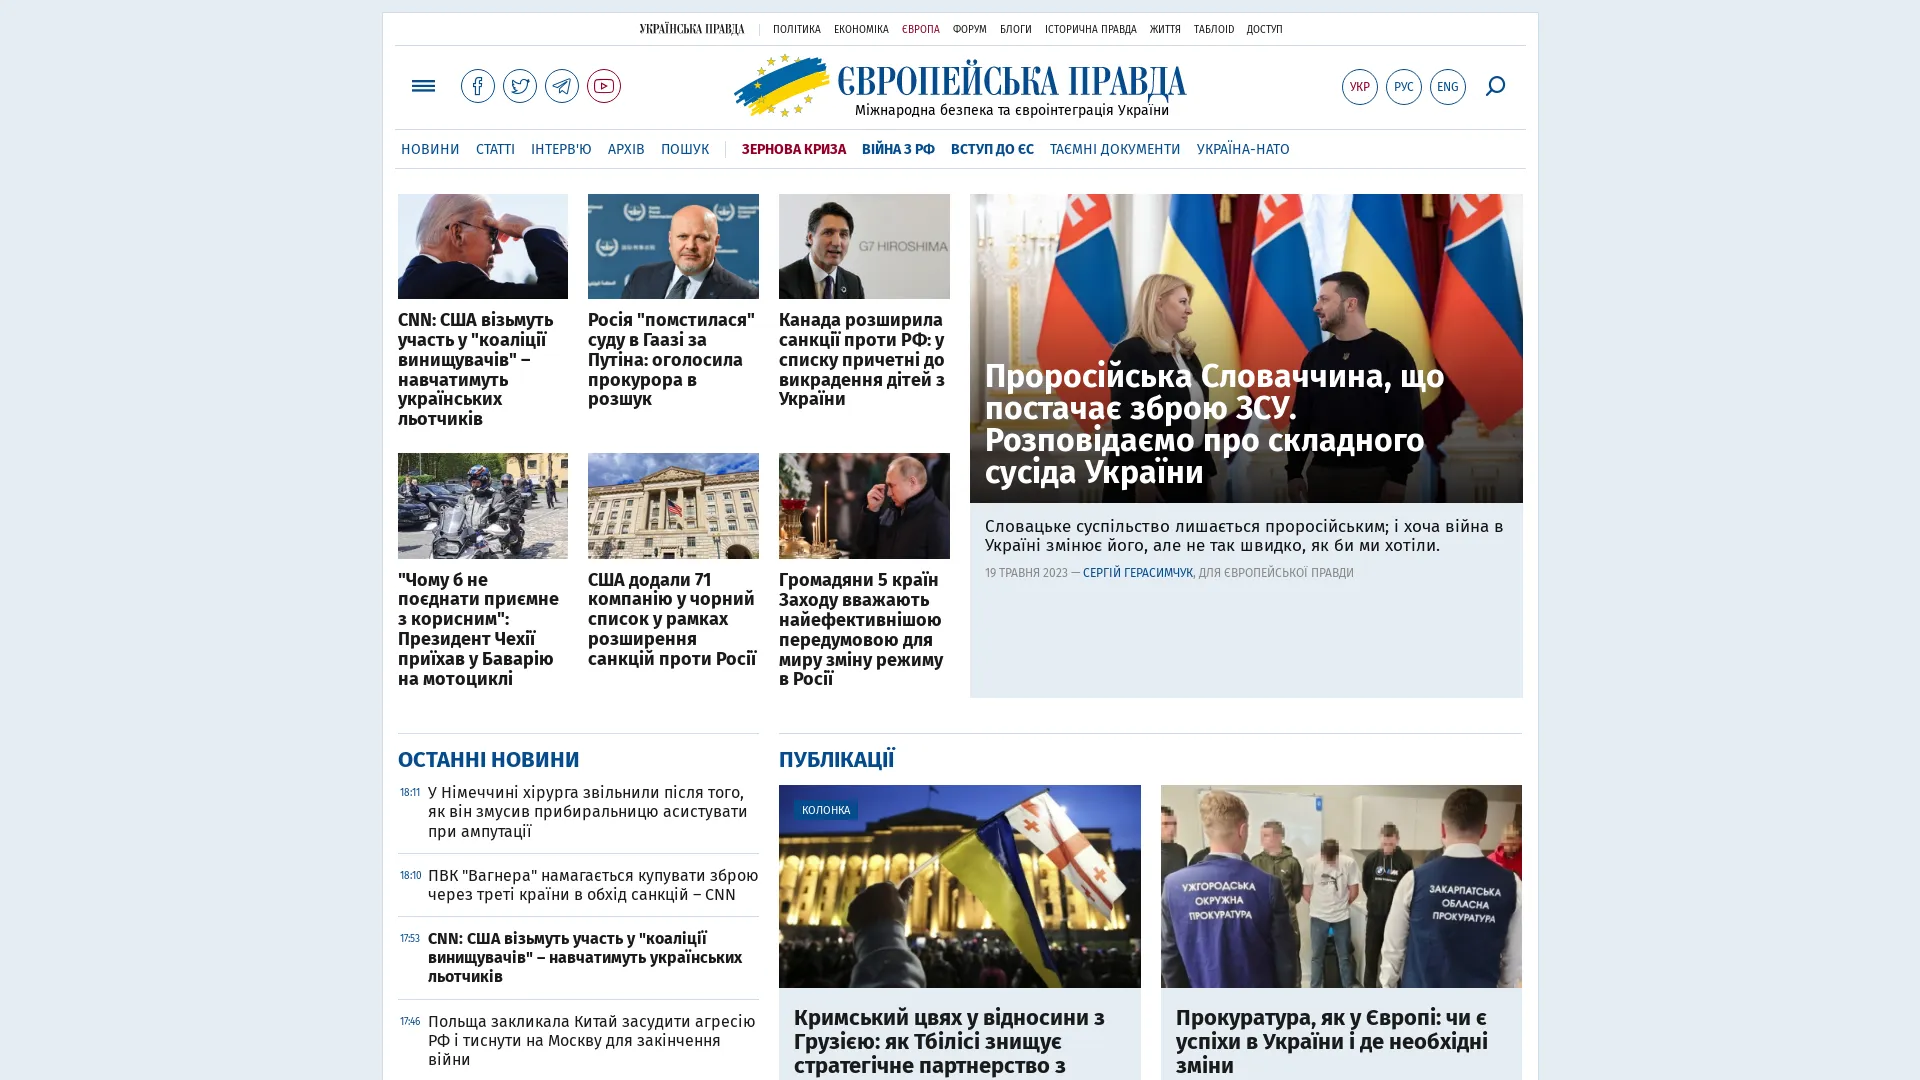 УКРАЇНСЬКА ПРАВДА
ПОЛІТИКА ЕКОНОМІКА ЄВРОПА ФОРУМ БЛОГИ ІСТОРИЧНА ПРАВДА ЖИТТЯ ТАБЛОID ДОСТУП
ЄВРОПЕЙСЬКА ПРАВДА
Міжнародна безпека та євроінтеграція України
УКР РУС ENG
НОВИНИ СТАТТІ ІНТЕРВ'Ю АРХІВ ПОШУК ЗЕРНОВА КРИЗА ВІЙНА З РФ ВСТУП ДО ЄС ТАЄМНІ ДОКУМЕНТИ УКРАЇНА-НАТО
CNN: США візьмуть
участь у "коаліції
винищувачів" –
навчатимуть
українських
льотчиків
Росія "помстилася"
суду в Гаазі за
Путіна: оголосила
прокурора в
розшук
G7 HIROSHIMA
Канада розширила
санкції проти РФ: у
списку причетні до
викрадення дітей з
України
Проросійська Словаччина, що
постачає зброю ЗСУ.
Розповідаємо про складного
сусіда України
Словацьке суспільство лишається проросійським; і хоча війна в
Україні змінює його, але не так швидко, як би ми хотіли.
19 ТРАВНЯ 2023 — СЕРГІЙ ГЕРАСИМЧУК, ДЛЯ ЄВРОПЕЙСЬКОЇ ПРАВДИ
"Чому б не
поєднати приємне
з корисним":
Президент Чехії
приїхав у Баварію
на мотоциклі
США додали 71
компанію у чорний
список у рамках
розширення
санкцій проти Росії
Громадяни 5 країн
Заходу вважають
найефективнішою
передумовою для
миру зміну режиму
в Росії
ОСТАННІ НОВИНИ
18:11 У Німеччині хірурга звільнили після того,
як він змусив прибиральницю асистувати
при ампутації
18:10 ПВК "Вагнера" намагається купувати зброю
через треті країни в обхід санкцій – CNN
17:53 CNN: США візьмуть участь у "коаліції
винищувачів" – навчатимуть українських
льотчиків
17:46 Польща закликала Китай засудити агресію
РФ і тиснути на Москву для закінчення
війни
ПУБЛІКАЦІЇ
КОЛОНКА
Кримський цвях у відносини з
Грузією: як Тбілісі знищує
стратегічне партнерство з
УЖГОРОДСЬКА
ОКРУЖНА
ПРОКУРАТУРА
ЗАКАРПАТСЬКА
ОБЛАСНА
ПРОКУРАТУРА
Прокуратура, як у Європі: чи є
успіхи в Україні і де необхідні
зміни